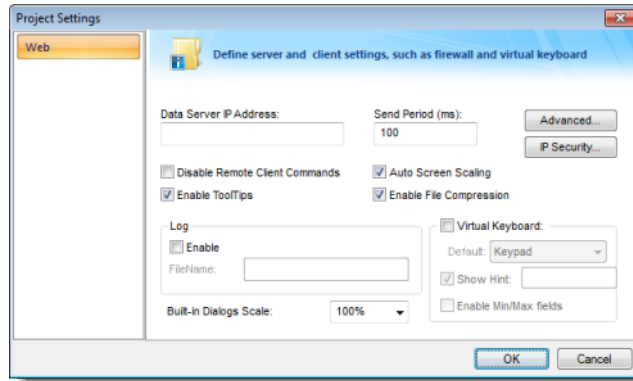 Project Settings
Web
Define server and client settings, such as firewall and virtual keyboard
Data Server IP Address:
Send Period (ms):
100
Advanced...
IP Security...
Disable Remote Client Commands
Auto Screen Scaling
Enable ToolTips
Enable File Compression
Log
Enable
FileName:
Virtual Keyboard:
Default: Keypad
Show Hint:
Enable Min/Max fields
Built-in Dialogs Scale: 100%
OK
Cancel